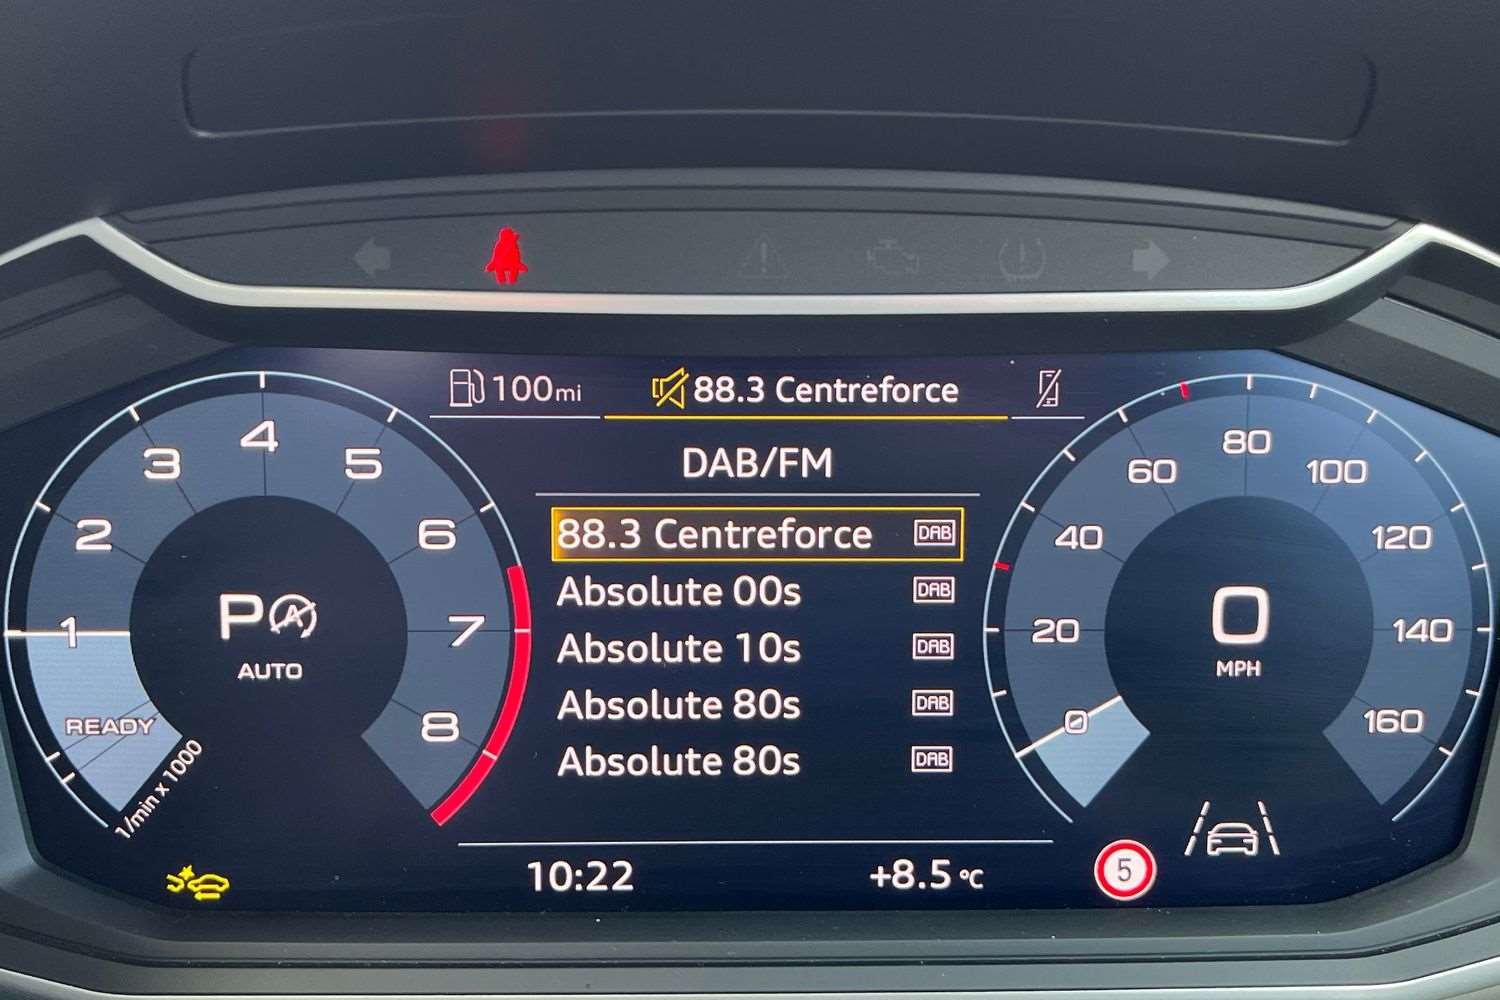 100mi
88.3 Centreforce
DAB/FM
88.3 Centreforce DAB
Absolute 00s DAB
Absolute 10s DAB
Absolute 80s DAB
Absolute 80s DAB
1
2
3
4
5
6
7
8
READY
1/min x 1000
P A
AUTO
0
20
40
60
80
100
120
140
160
0
MPH
10:22
+8.5 °C
5